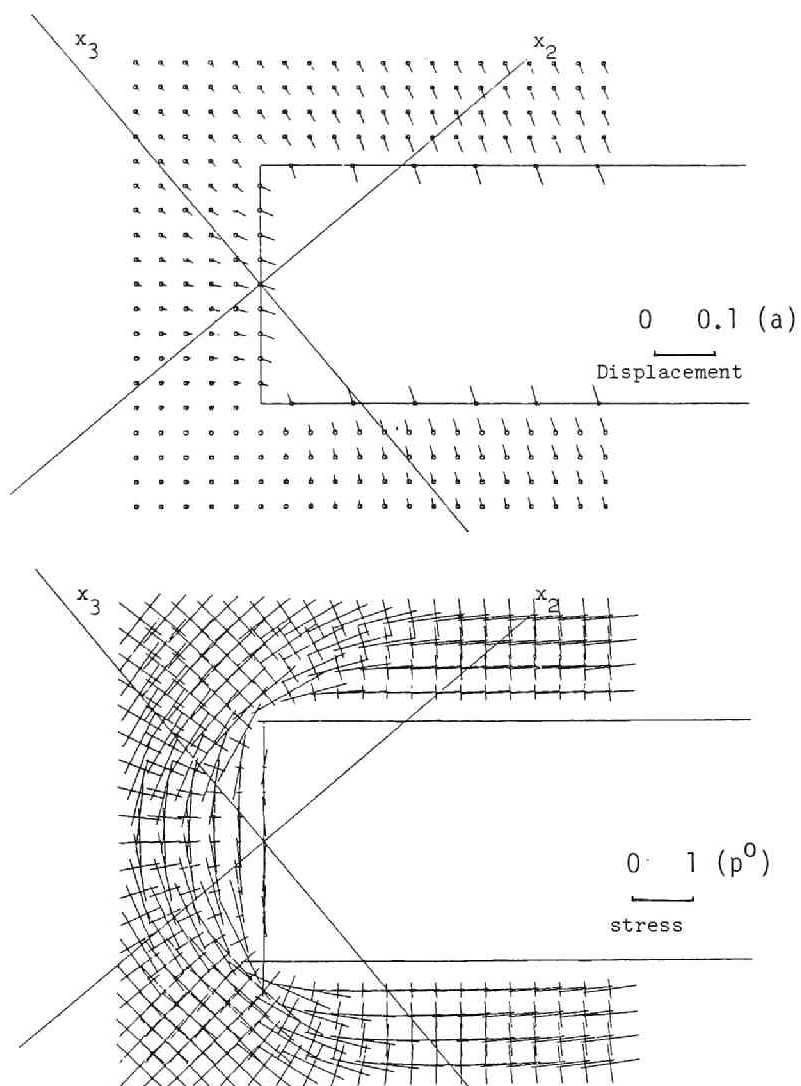 x3
x2
0 0.1 (a)
Displacement
x3
x2
0 1 (p⁰)
stress